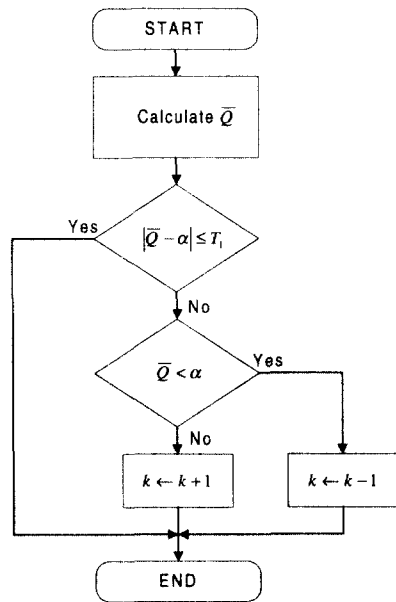 START
Calculate Q̅
Yes
|Q̅ - α| ≤ T₁
No
Q̅ < α
Yes
No
k ← k + 1
k ← k - 1
END